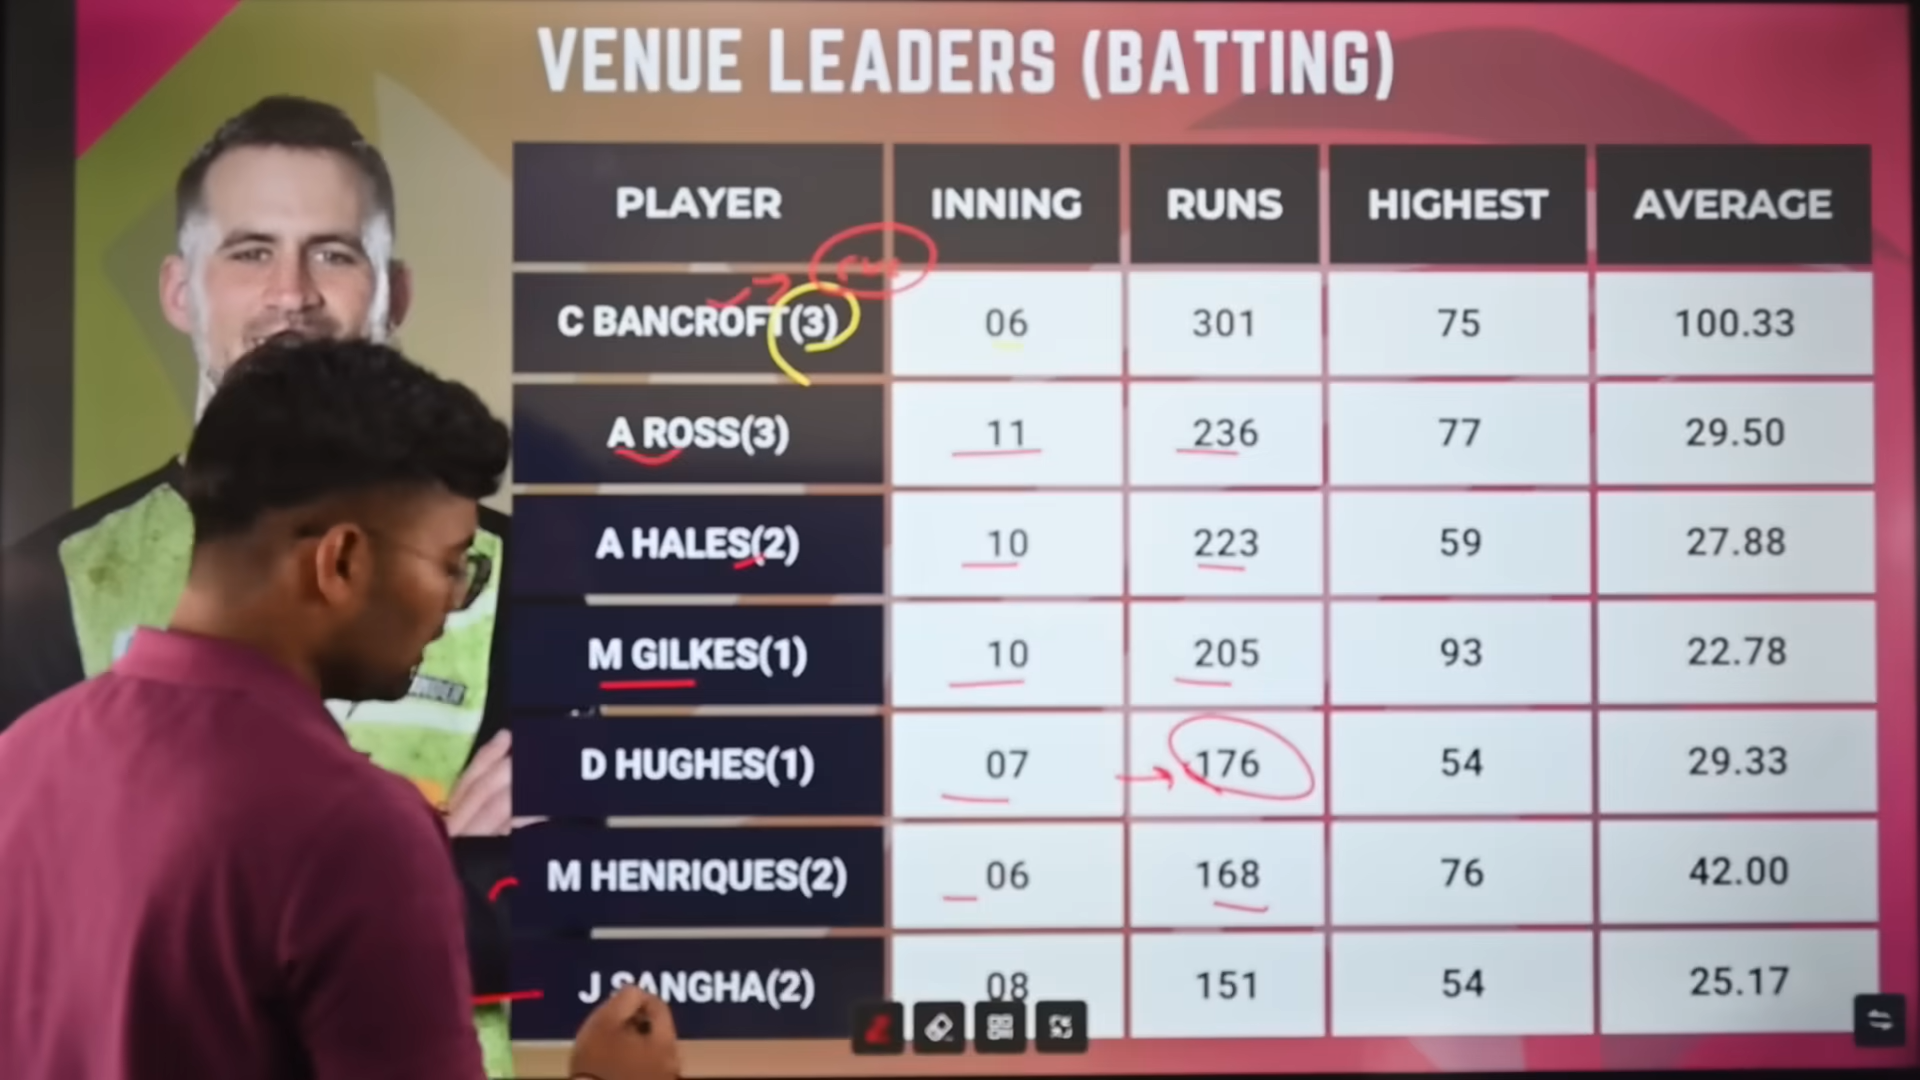 VENUE LEADERS (BATTING)
PLAYER INNING RUNS HIGHEST AVERAGE
C BANCROFT(3) 06 301 75 100.33
A ROSS(3) 11 236 77 29.50
A HALES(2) 10 223 59 27.88
M GILKES(1) 10 205 93 22.78
D HUGHES(1) 07 176 54 29.33
M HENRIQUES(2) 06 168 76 42.00
J SANGHA(2) 08 151 54 25.17